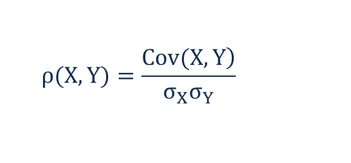 ρ(X, Y) = Cov(X, Y) / σXσY